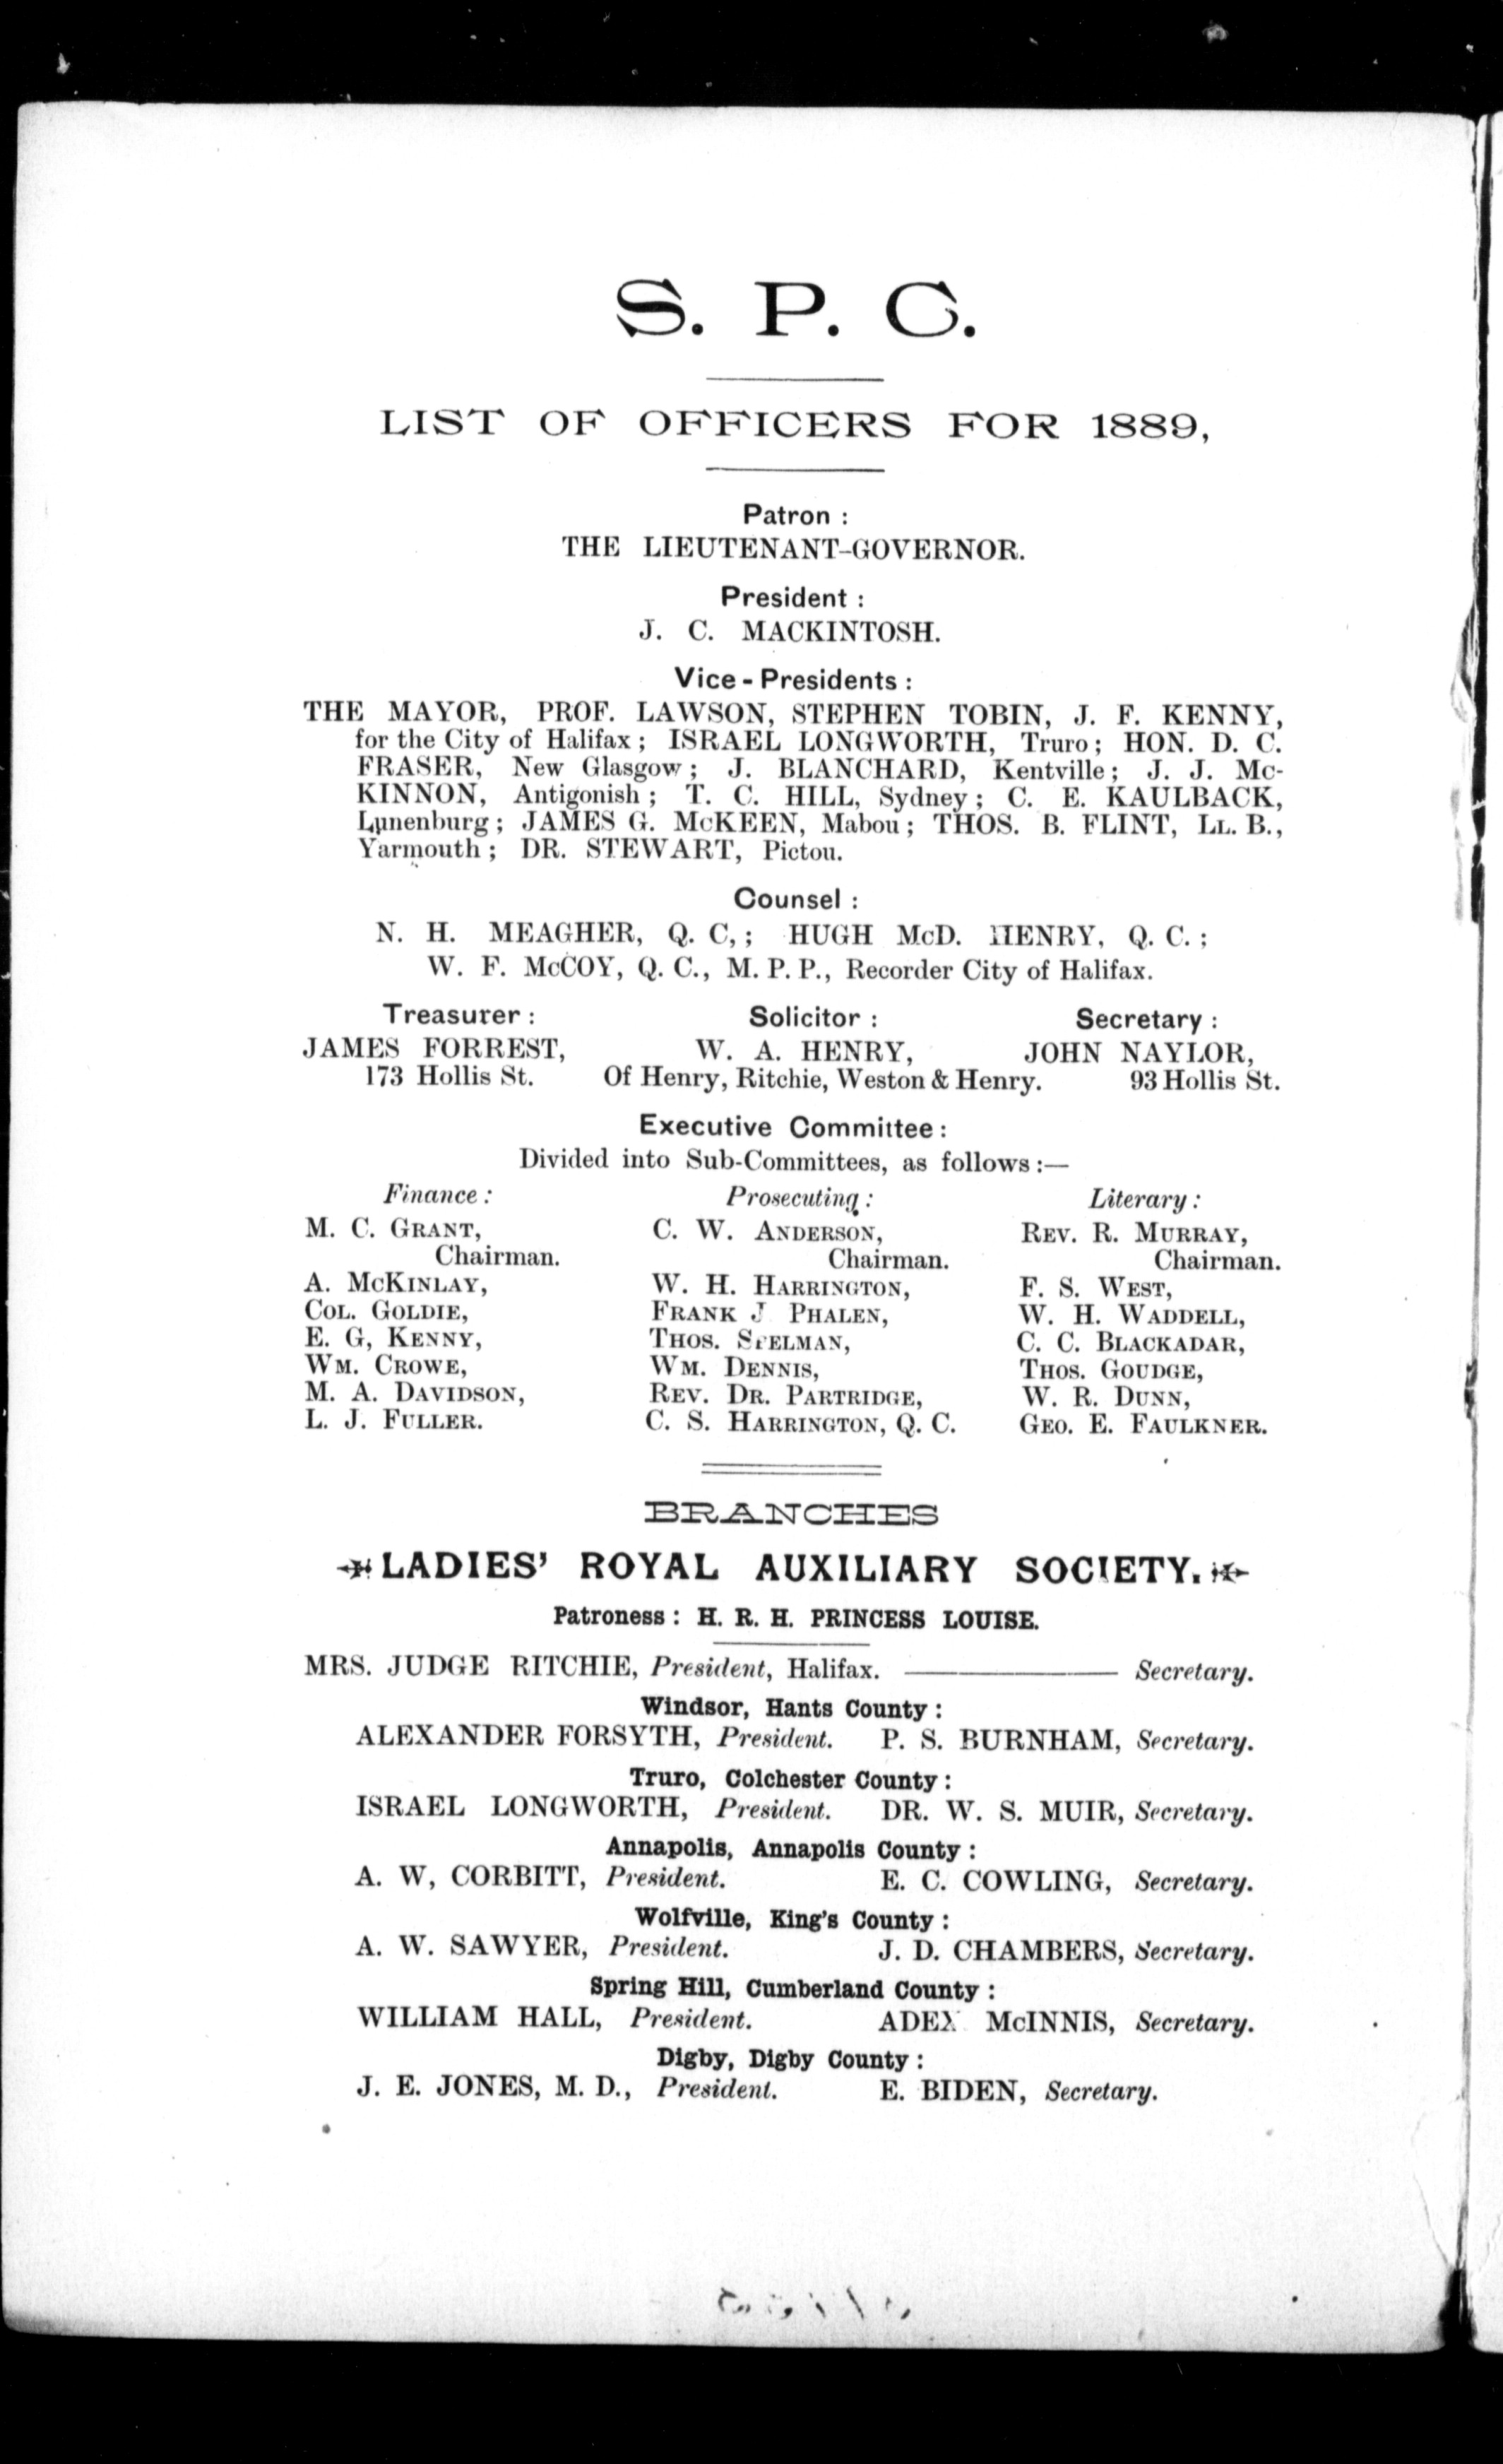 S. P. C.
LIST OF OFFICERS FOR 1889,
Patron :
THE LIEUTENANT-GOVERNOR.
President :
J. C. MACKINTOSH.
Vice - Presidents :
THE MAYOR, PROF. LAWSON, STEPHEN TOBIN, J. F. KENNY,
for the City of Halifax ; ISRAEL LONGWORTH, Truro ; HON. D. C.
FRASER, New Glasgow ; J. BLANCHARD, Kentville ; J. J. Mc-
KINNON, Antigonish ; T. C. HILL, Sydney ; C. E. KAULBACK,
Lunenburg ; JAMES G. McKEEN, Mabou ; THOS. B. FLINT, LL. B.,
Yarmouth ; DR. STEWART, Pictou.
Counsel :
N. H. MEAGHER, Q. C, ; HUGH McD. HENRY, Q. C. ;
W. F. McCOY, Q. C., M. P. P., Recorder City of Halifax.
Treasurer : Solicitor : Secretary :
JAMES FORREST, W. A. HENRY, JOHN NAYLOR,
173 Hollis St. Of Henry, Ritchie, Weston & Henry. 93 Hollis St.
Executive Committee :
Divided into Sub-Committees, as follows :—
Finance : Prosecuting : Literary :
M. C. GRANT, C. W. ANDERSON, REV. R. MURRAY,
Chairman. Chairman. Chairman.
A. McKINLAY, W. H. HARRINGTON, F. S. WEST,
COL. GOLDIE, FRANK J PHALEN, W. H. WADDELL,
E. G, KENNY, THOS. SPELMAN, C. C. BLACKADAR,
WM. CROWE, WM. DENNIS, THOS. GOUDGE,
M. A. DAVIDSON, REV. DR. PARTRIDGE, W. R. DUNN,
L. J. FULLER. C. S. HARRINGTON, Q. C. GEO. E. FAULKNER.
BRANCHES
LADIES' ROYAL AUXILIARY SOCIETY.
Patroness : H. R. H. PRINCESS LOUISE.
MRS. JUDGE RITCHIE, President, Halifax. ———— Secretary.
Windsor, Hants County :
ALEXANDER FORSYTH, President. P. S. BURNHAM, Secretary.
Truro, Colchester County :
ISRAEL LONGWORTH, President. DR. W. S. MUIR, Secretary.
Annapolis, Annapolis County :
A. W, CORBITT, President. E. C. COWLING, Secretary.
Wolfville, King's County :
A. W. SAWYER, President. J. D. CHAMBERS, Secretary.
Spring Hill, Cumberland County :
WILLIAM HALL, President. McINNIS, Secretary.
Digby, Digby County :
J. E. JONES, M. D., President. E. BIDEN, Secretary.